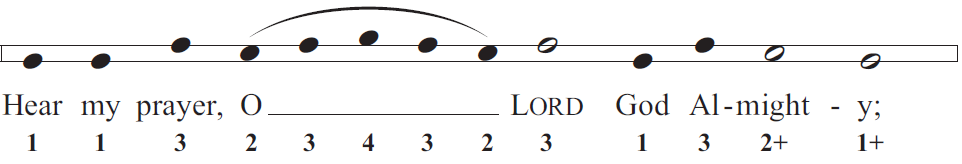 Hear my prayer, O LORD God Al-might - y;
1 1 3 2 3 4 3 2 3 1 3 2+ 1+